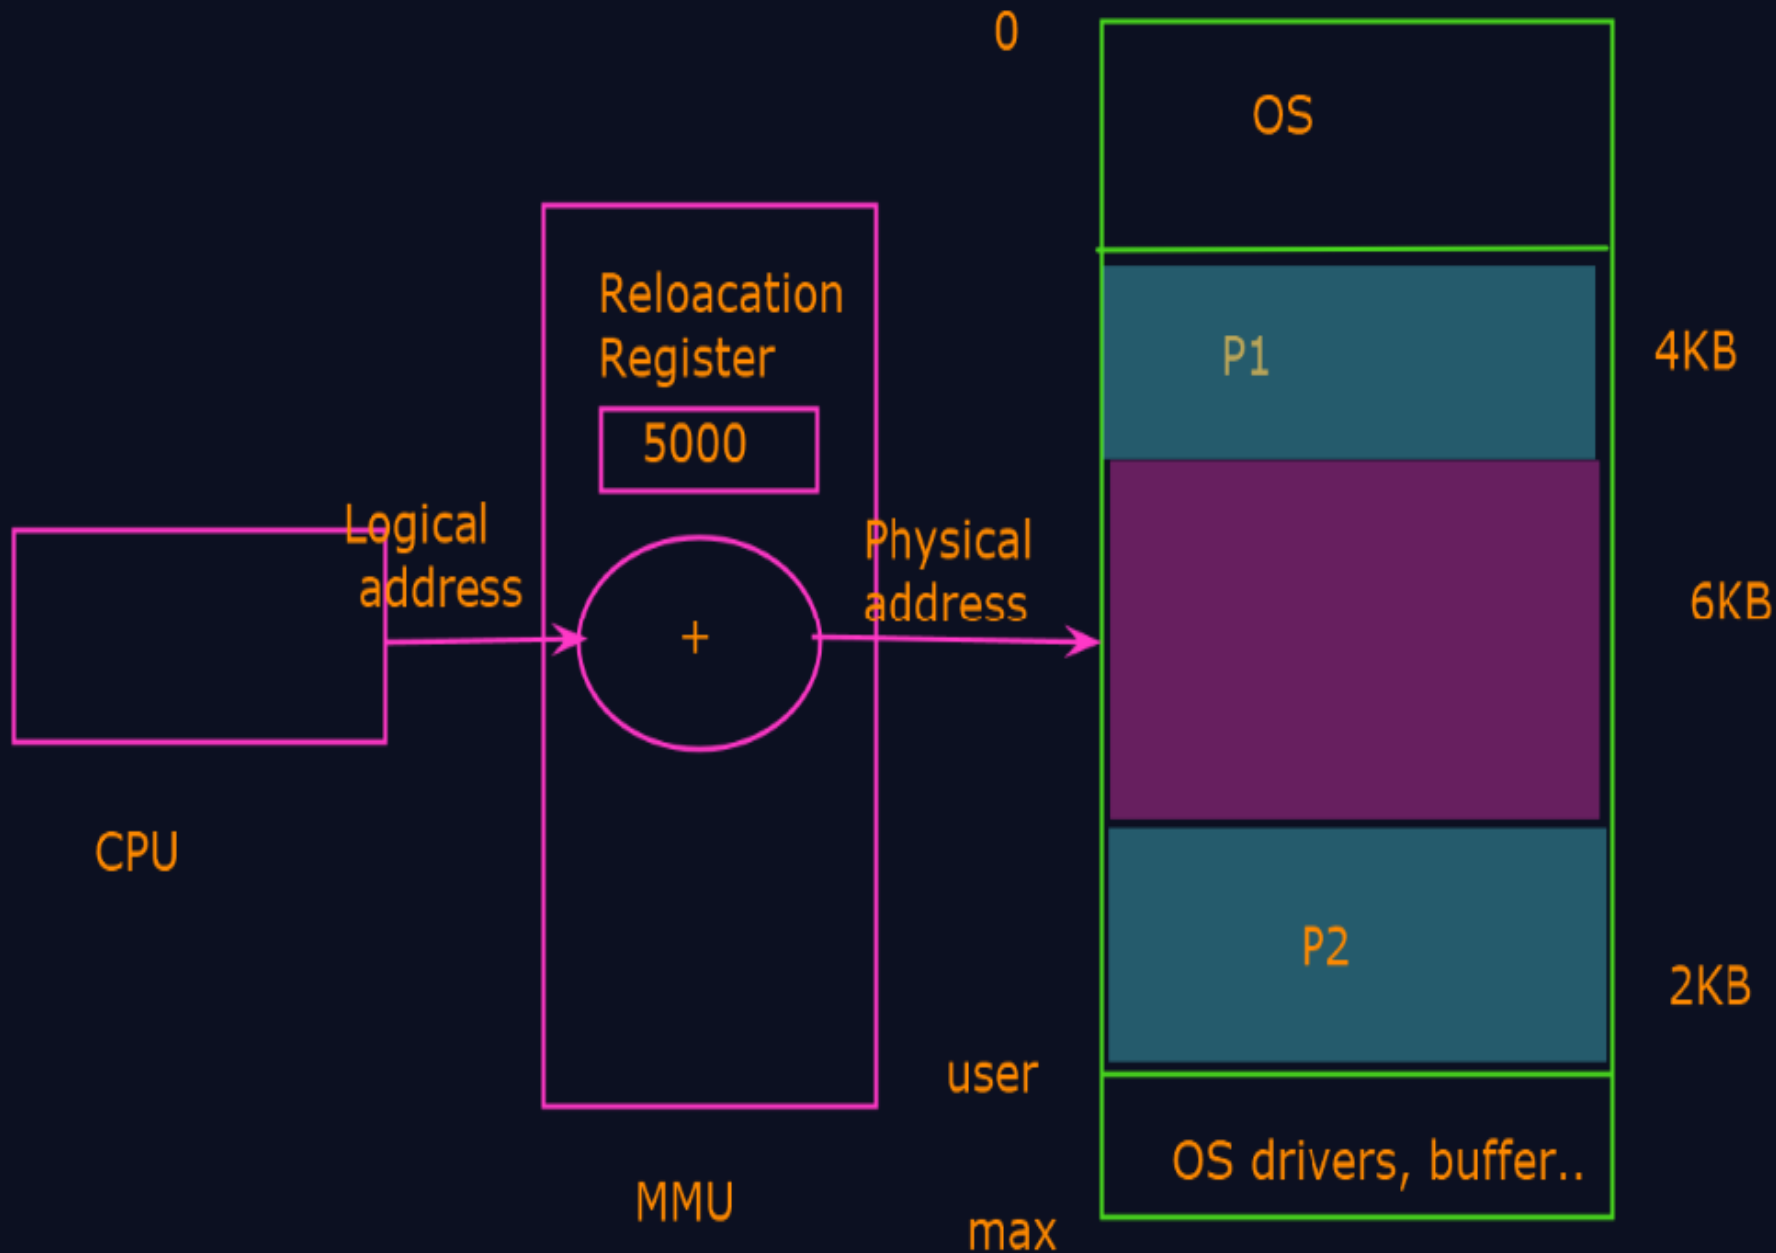 0
OS
Reloacation
Register
5000
P1
4KB
Logical
address
Physical
address
+
6KB
CPU
P2
2KB
user
OS drivers, buffer..
MMU
max